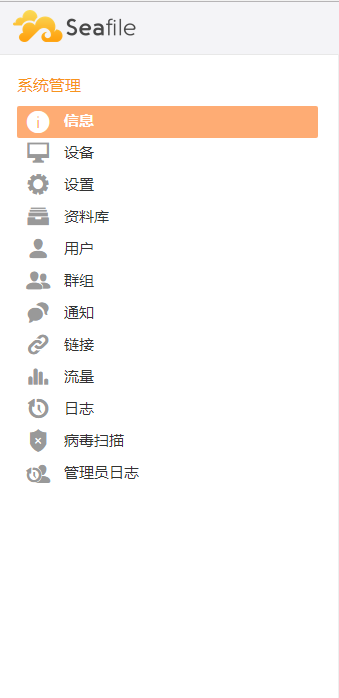 Seafile
系统管理
信息
设备
设置
资料库
用户
群组
通知
链接
流量
日志
病毒扫描
管理员日志